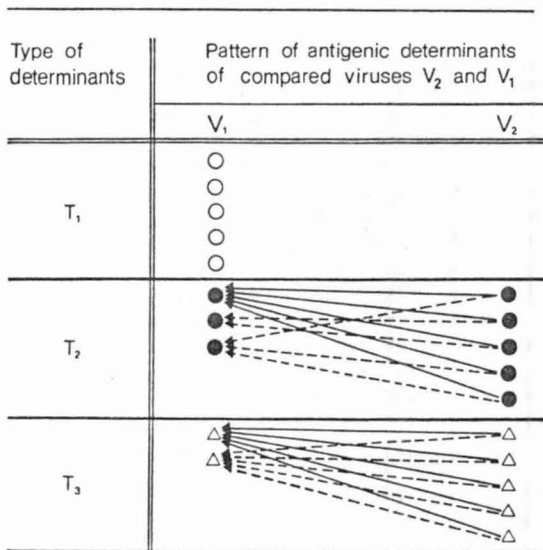 Type of
determinants
Pattern of antigenic determinants
of compared viruses V₂ and V₁
V₁ V₂
T₁
T₂
T₃